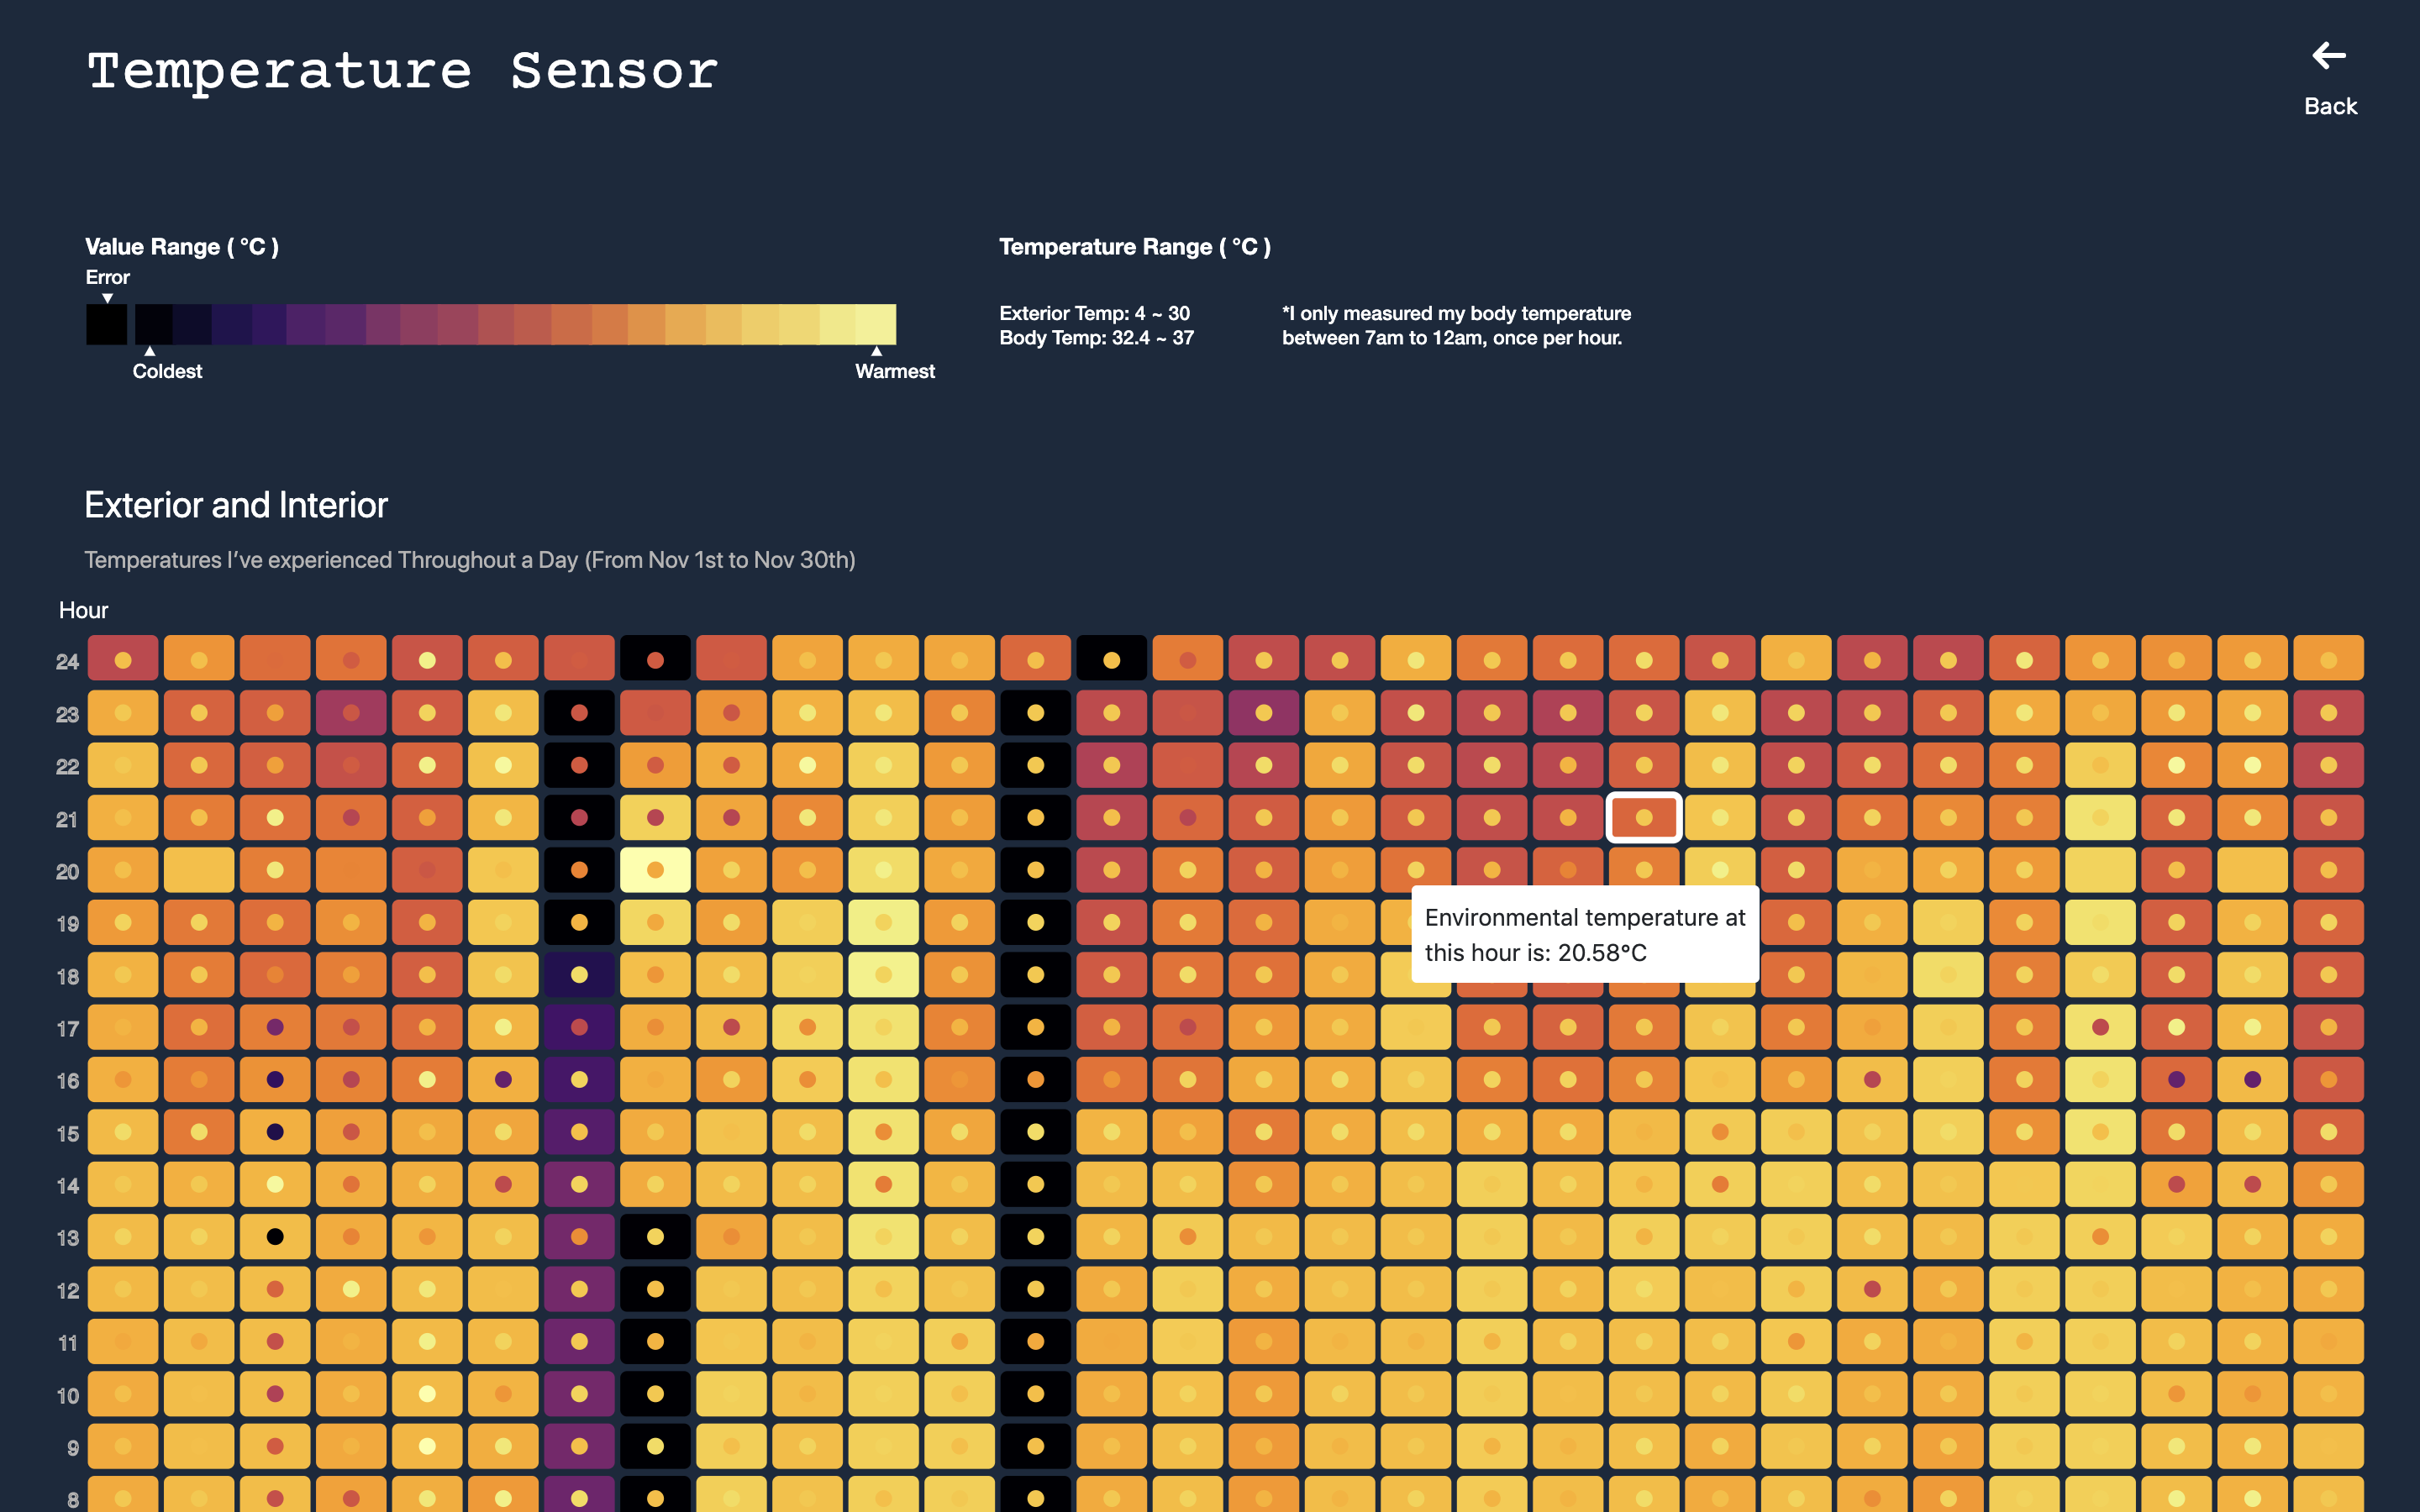 Temperature Sensor
Back
Value Range ( °C )
Error
Coldest
Warmest
Temperature Range ( °C )
Exterior Temp: 4 ~ 30
Body Temp: 32.4 ~ 37
*I only measured my body temperature
between 7am to 12am, once per hour.
Exterior and Interior
Temperatures I’ve experienced Throughout a Day (From Nov 1st to Nov 30th)
Hour
24
23
22
21
20
19
18
17
16
15
14
13
12
11
10
9
8
Environmental temperature at
this hour is: 20.58°C